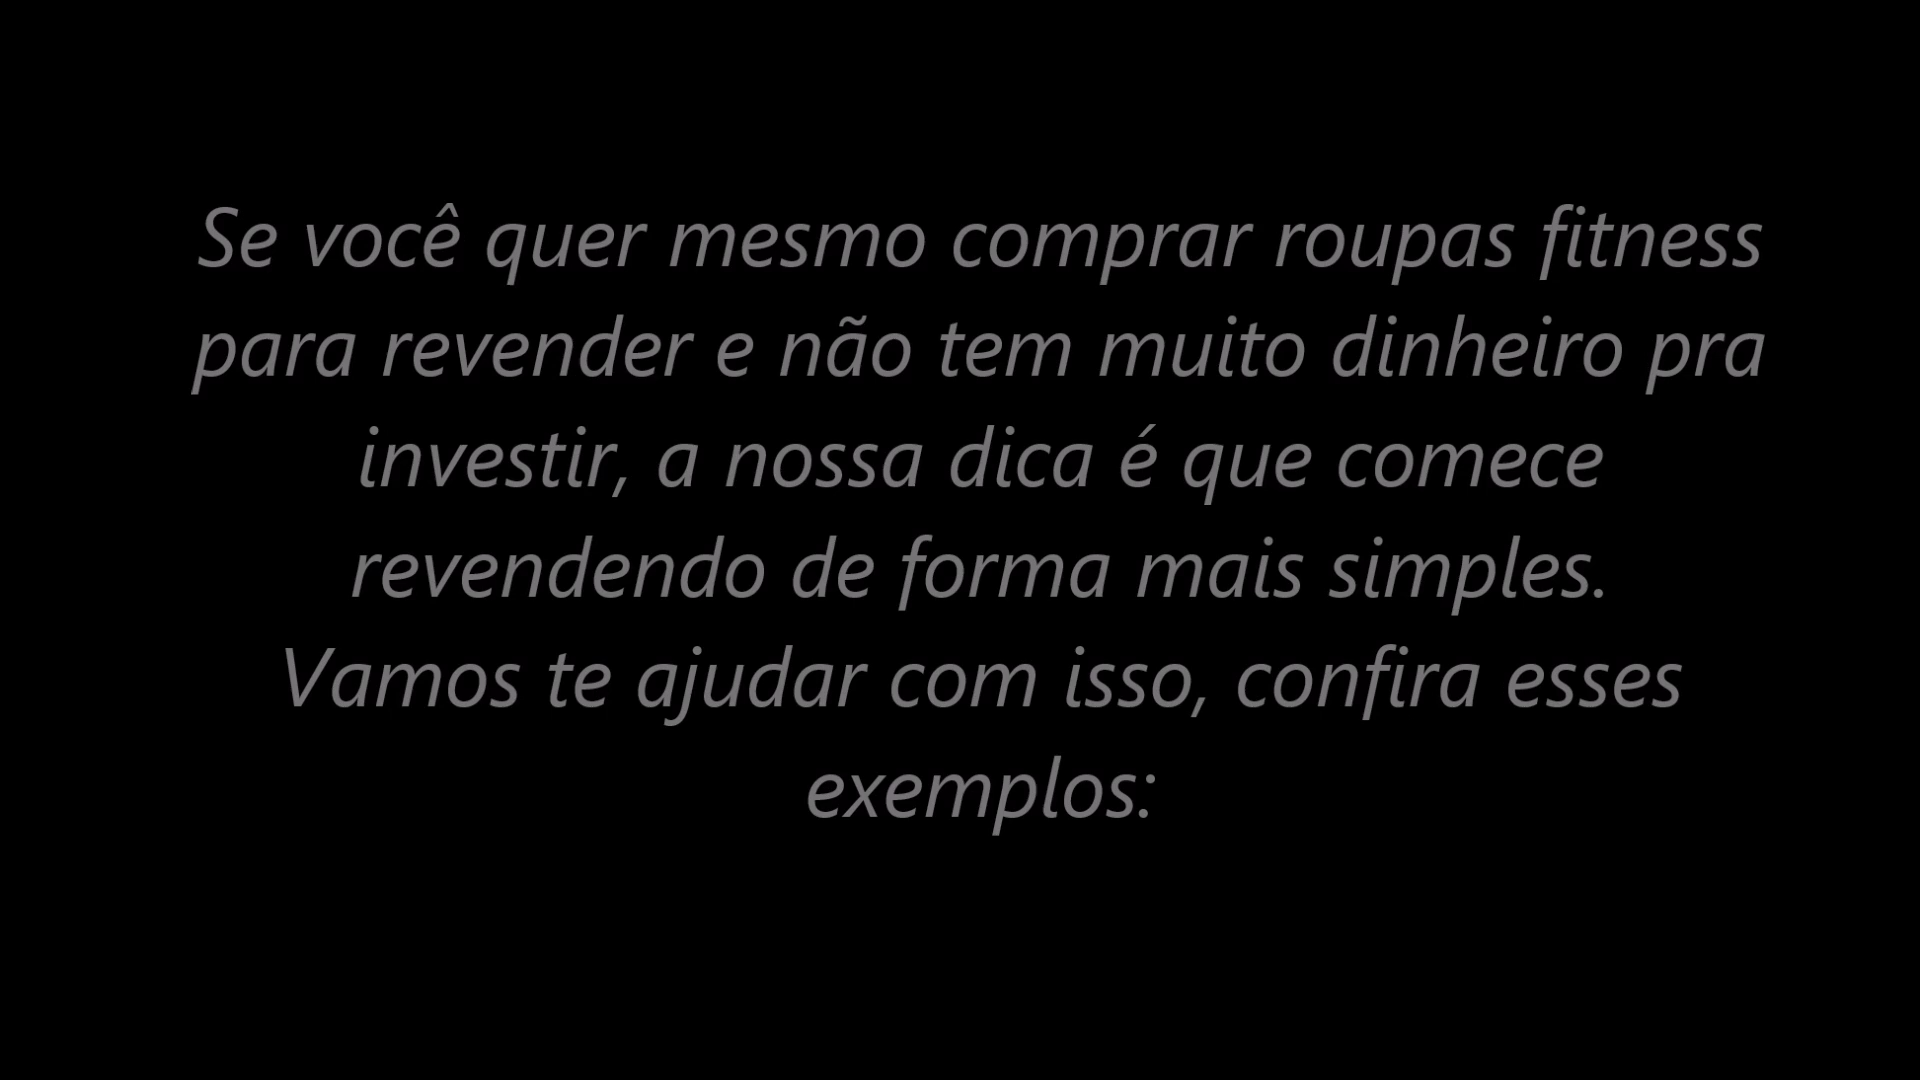 Se você quer mesmo comprar roupas fitness
para revender e não tem muito dinheiro pra
investir, a nossa dica é que comece
revendendo de forma mais simples.
Vamos te ajudar com isso, confira esses
exemplos: